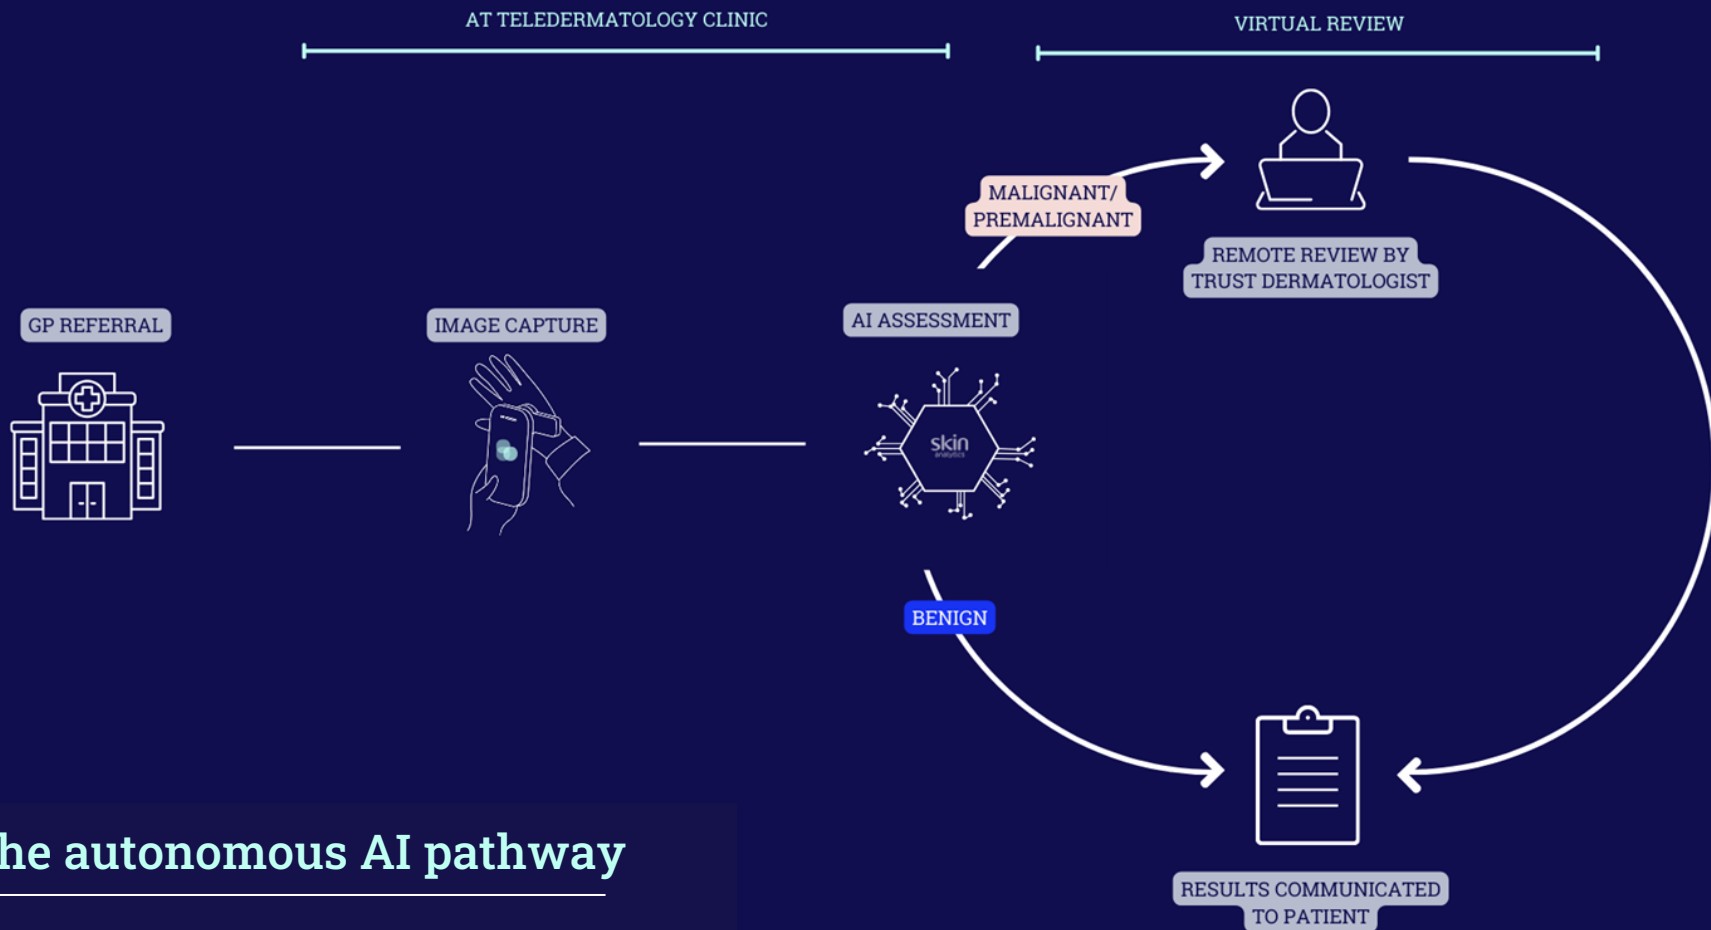 AT TELEDERMATOLOGY CLINIC
VIRTUAL REVIEW
MALIGNANT/
PREMALIGNANT
REMOTE REVIEW BY
TRUST DERMATOLOGIST
GP REFERRAL
IMAGE CAPTURE
AI ASSESSMENT
skin
analytics
BENIGN
he autonomous AI pathway
RESULTS COMMUNICATED
TO PATIENT